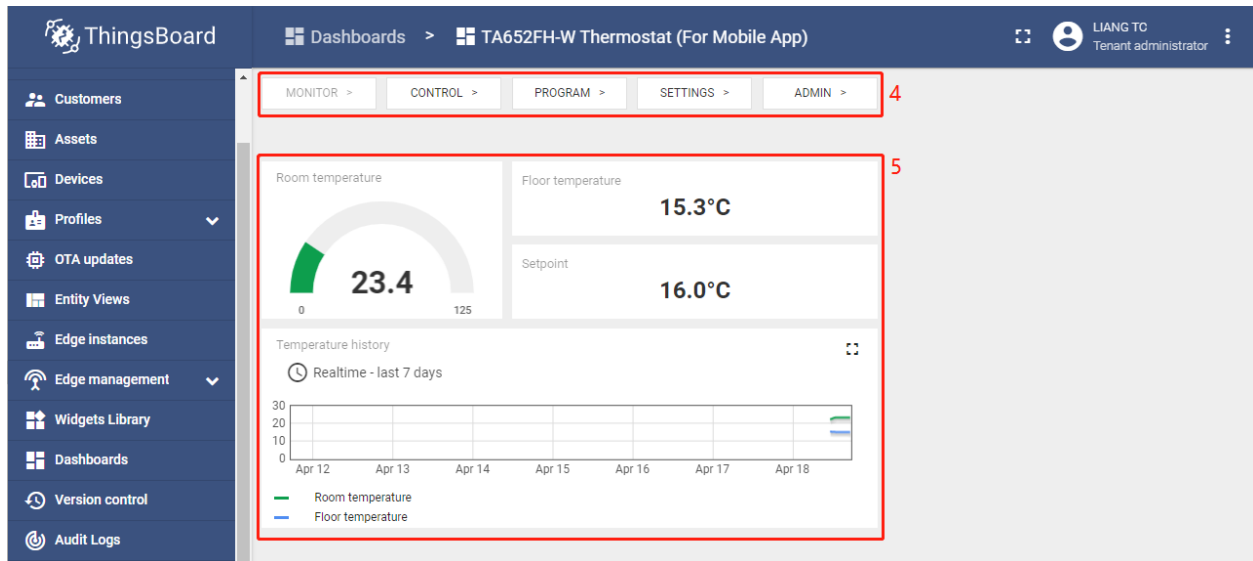 ThingsBoard
Dashboards > TA652FH-W Thermostat (For Mobile App)
LIANG TC
Tenant administrator
Customers
Assets
Devices
Profiles
OTA updates
Entity Views
Edge instances
Edge management
Widgets Library
Dashboards
Version control
Audit Logs
MONITOR > CONTROL > PROGRAM > SETTINGS > ADMIN >
4
5
Room temperature
23.4
0 125
Floor temperature
15.3°C
Setpoint
16.0°C
Temperature history
Realtime - last 7 days
30
20
10
0
Apr 12 Apr 13 Apr 14 Apr 15 Apr 16 Apr 17 Apr 18
Room temperature
Floor temperature